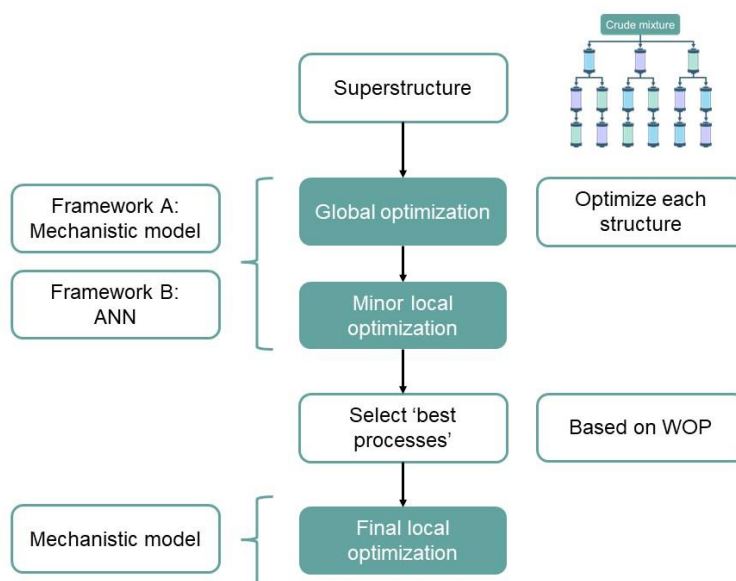 Crude mixture
Superstructure
Framework A:
Mechanistic model
Global optimization
Optimize each
structure
Framework B:
ANN
Minor local
optimization
Select ‘best
processes’
Based on WOP
Mechanistic model
Final local
optimization